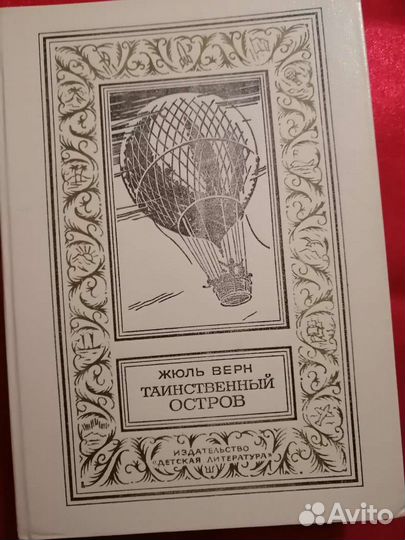 ЖЮЛЬ ВЕРН
ТАИНСТВЕННЫЙ
ОСТРОВ
ИЗДАТЕЛЬСТВО
"ДЕТСКАЯ ЛИТЕРАТУРА"
Avito